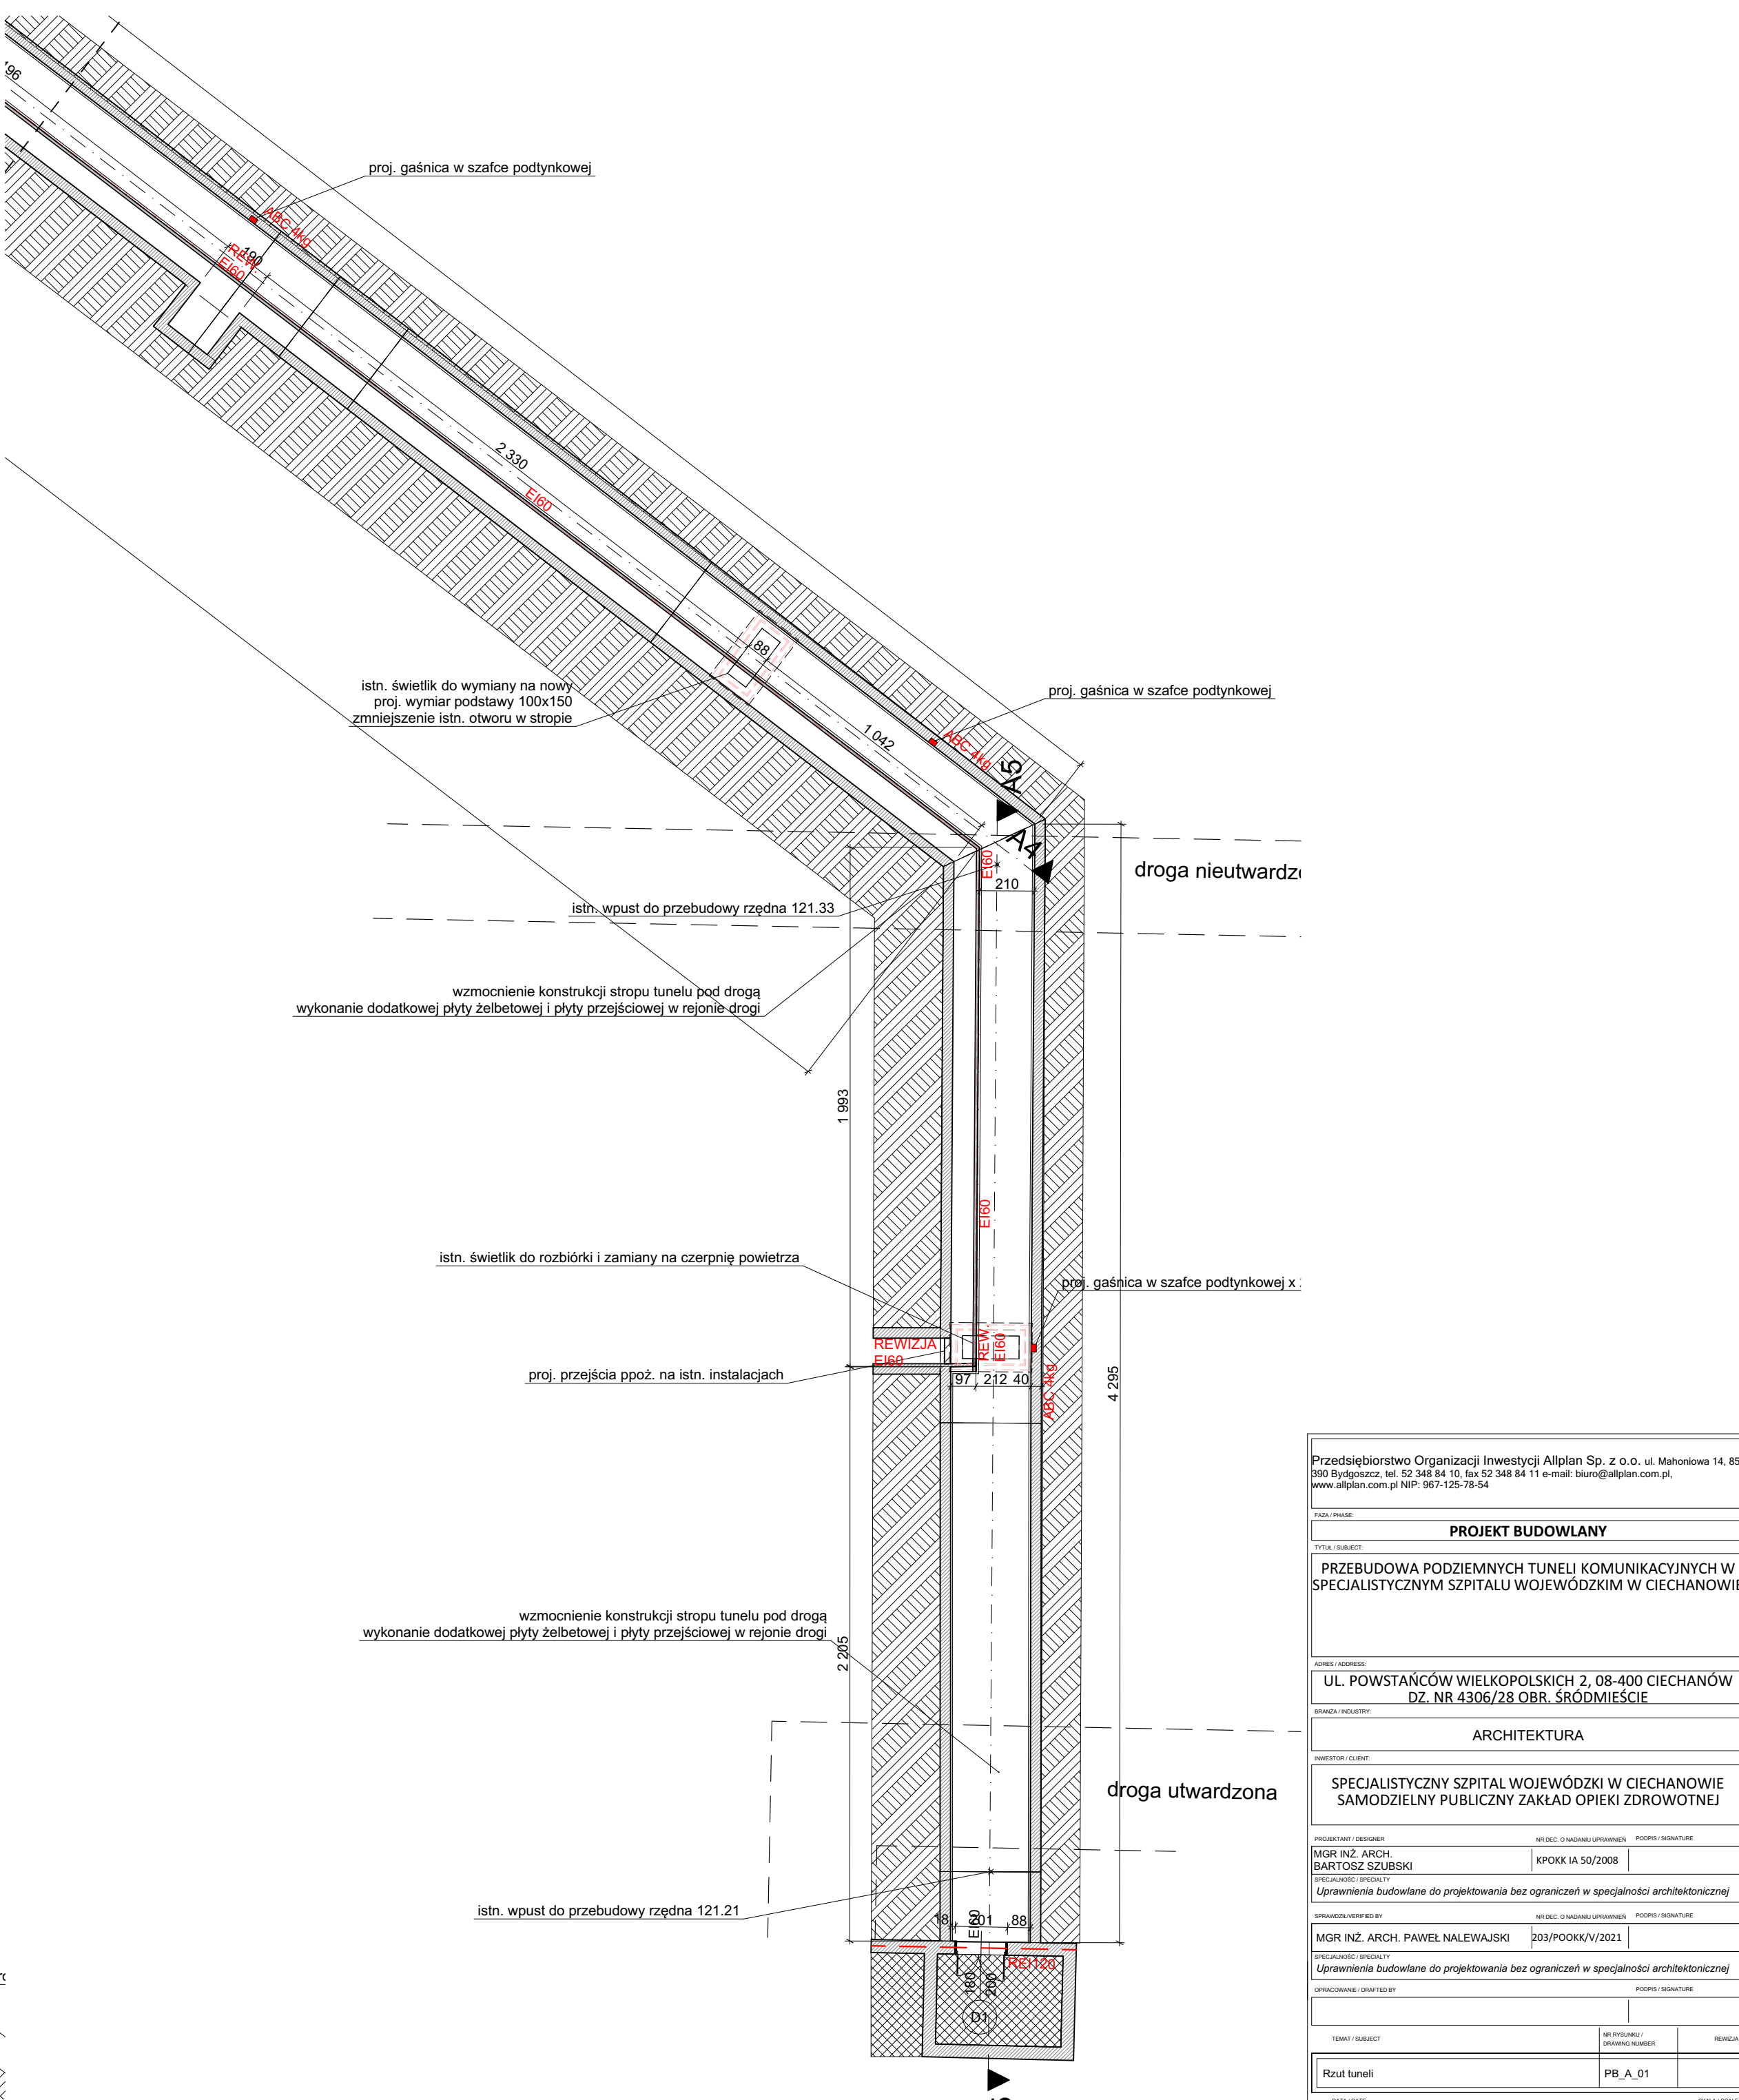 196
proj. gaśnica w szafce podtynkowej
ABC 4kg
190
REW.
EI60
2 330
EI60
88
istn. świetlik do wymiany na nowy
proj. wymiar podstawy 100x150
zmniejszenie istn. otworu w stropie
proj. gaśnica w szafce podtynkowej
1 042
ABC 4kg
A5
A4
droga nieutwardz
EI60
210
istn. wpust do przebudowy rzędna 121.33
wzmocnienie konstrukcji stropu tunelu pod drogą
wykonanie dodatkowej płyty żelbetowej i płyty przejściowej w rejonie drogi
1 993
EI60
istn. świetlik do rozbiórki i zamiany na czerpnię powietrza
proj. gaśnica w szafce podtynkowej x
REWIZJA
EI60
REW.
EI60
proj. przejścia ppoż. na istn. instalacjach
97 212 40
ABC 4kg
4 295
wzmocnienie konstrukcji stropu tunelu pod drogą
wykonanie dodatkowej płyty żelbetowej i płyty przejściowej w rejonie drogi
2 205
droga utwardzona
istn. wpust do przebudowy rzędna 121.21
18 201 88
EI60
REI120
180
200
D1
Przedsiębiorstwo Organizacji Inwestycji Allplan Sp. z o.o. ul. Mahoniowa 14, 85
390 Bydgoszcz, tel. 52 348 84 10, fax 52 348 84 11 e-mail: biuro@allplan.com.pl,
www.allplan.com.pl NIP: 967-125-78-54
FAZA / PHASE:
PROJEKT BUDOWLANY
TYTUŁ / SUBJECT:
PRZEBUDOWA PODZIEMNYCH TUNELI KOMUNIKACYJNYCH W
SPECJALISTYCZNYM SZPITALU WOJEWÓDZKIM W CIECHANOWIE
ADRES / ADDRESS:
UL. POWSTAŃCÓW WIELKOPOLSKICH 2, 08-400 CIECHANÓW
DZ. NR 4306/28 OBR. ŚRÓDMIEŚCIE
BRANŻA / INDUSTRY:
ARCHITEKTURA
INWESTOR / CLIENT:
SPECJALISTYCZNY SZPITAL WOJEWÓDZKI W CIECHANOWIE
SAMODZIELNY PUBLICZNY ZAKŁAD OPIEKI ZDROWOTNEJ
PROJEKTANT / DESIGNER NR DEC. O NADANIU UPRAWNIEŃ PODPIS / SIGNATURE
MGR INŻ. ARCH.
BARTOSZ SZUBSKI KPOKK IA 50/2008
SPECJALNOŚĆ / SPECIALTY
Uprawnienia budowlane do projektowania bez ograniczeń w specjalności architektonicznej
SPRAWDZIŁ/VERIFIED BY NR DEC. O NADANIU UPRAWNIEŃ PODPIS / SIGNATURE
MGR INŻ. ARCH. PAWEŁ NALEWAJSKI 203/POOKK/V/2021
SPECJALNOŚĆ / SPECIALTY
Uprawnienia budowlane do projektowania bez ograniczeń w specjalności architektonicznej
OPRACOWANIE / DRAFTED BY PODPIS / SIGNATURE
TEMAT / SUBJECT NR RYSUNKU / REWIZJA
DRAWING NUMBER
Rzut tuneli PB_A_01